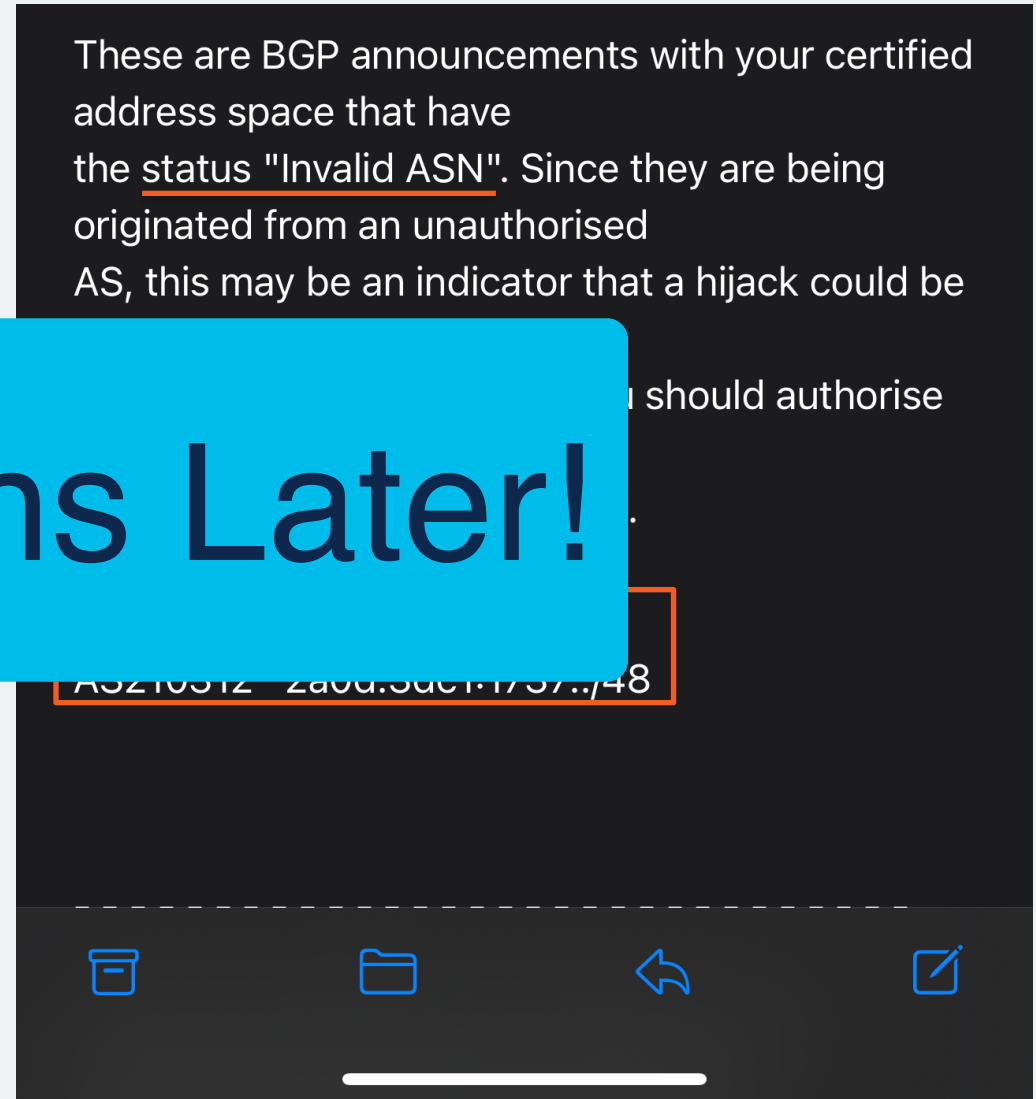 These are BGP announcements with your certified
address space that have
the status "Invalid ASN". Since they are being
originated from an unauthorised
AS, this may be an indicator that a hijack could be
should authorise
Later!
.